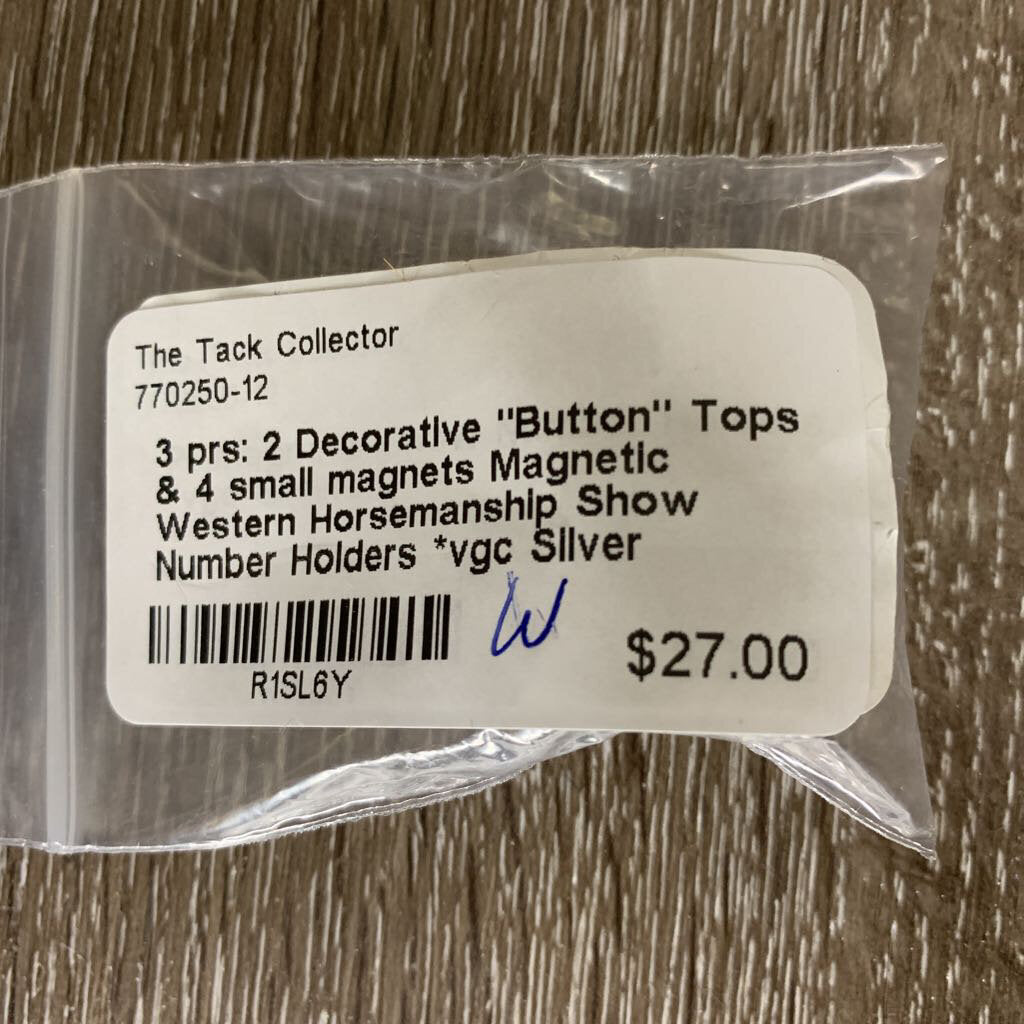 The Tack Collector
770250-12
3 prs: 2 Decorative "Button" Tops
& 4 small magnets Magnetic
Western Horsemanship Show
Number Holders *vgc Silver
W
$27.00
R1SL6Y